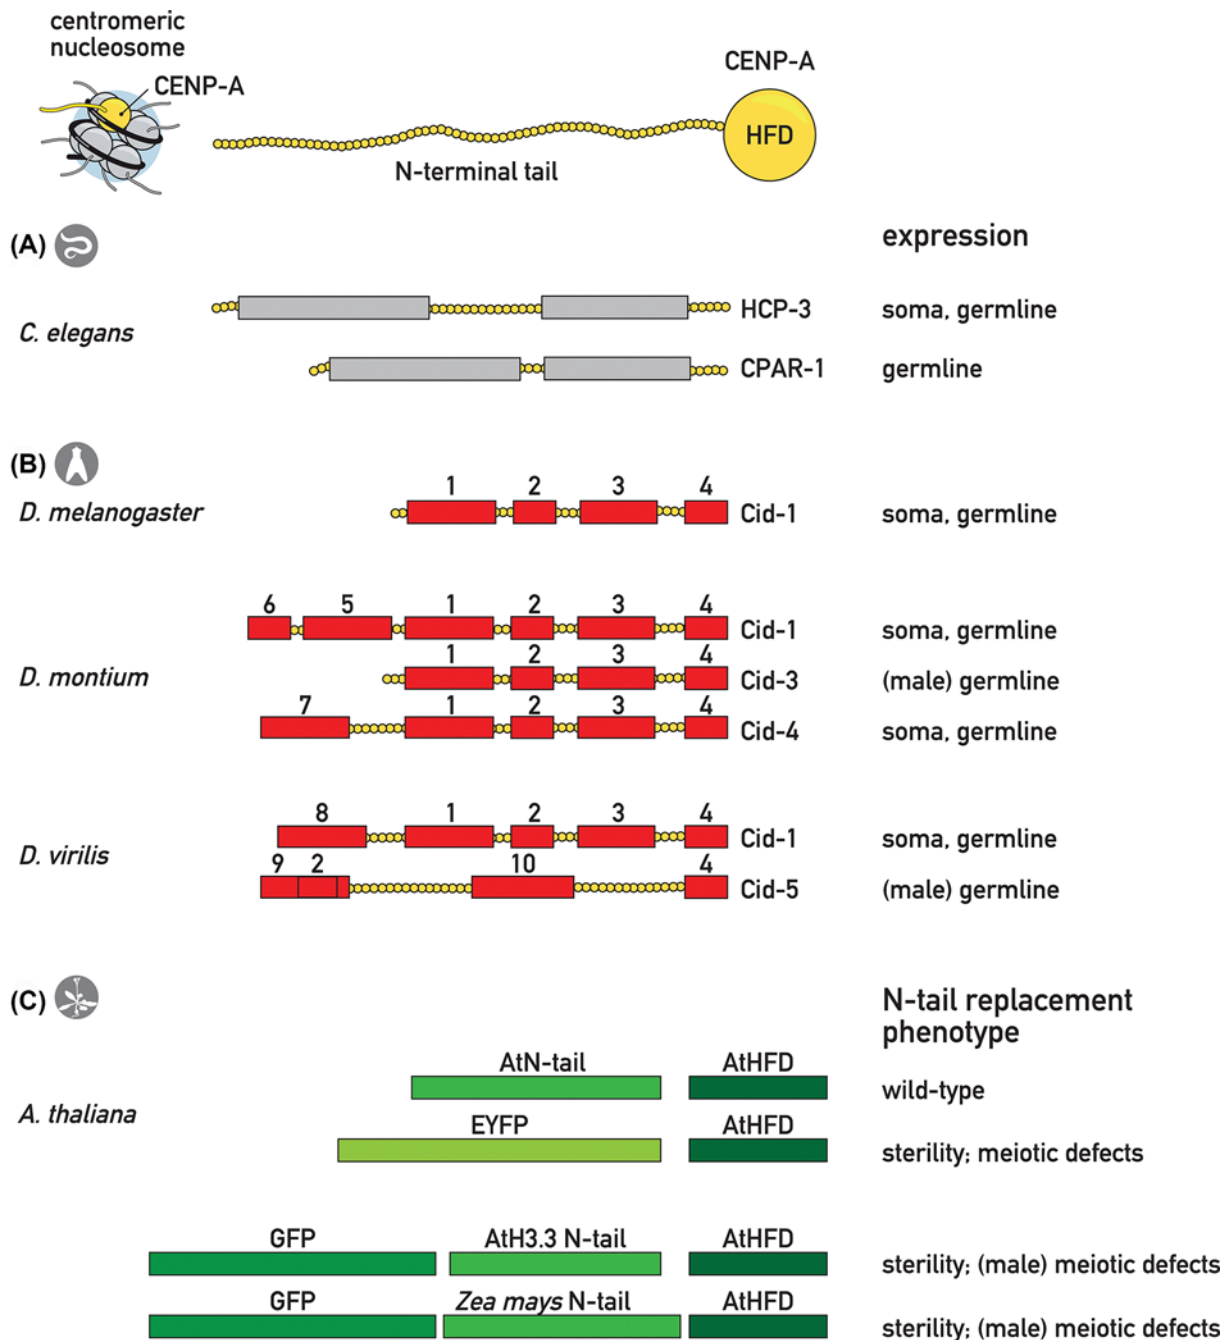 centromeric
nucleosome
CENP-A
CENP-A
HFD
N-terminal tail
(A)
expression
C. elegans
HCP-3 soma, germline
CPAR-1 germline
(B)
D. melanogaster
1 2 3 4
Cid-1 soma, germline
D. montium
6 5 1 2 3 4
Cid-1 soma, germline
1 2 3 4
Cid-3 (male) germline
7 1 2 3 4
Cid-4 soma, germline
D. virilis
8 1 2 3 4
Cid-1 soma, germline
9 2 10 4
Cid-5 (male) germline
(C)
N-tail replacement
phenotype
A. thaliana
AtN-tail AtHFD
wild-type
EYFP AtHFD
sterility; meiotic defects
GFP AtH3.3 N-tail AtHFD
sterility; (male) meiotic defects
GFP Zea mays N-tail AtHFD
sterility; (male) meiotic defects